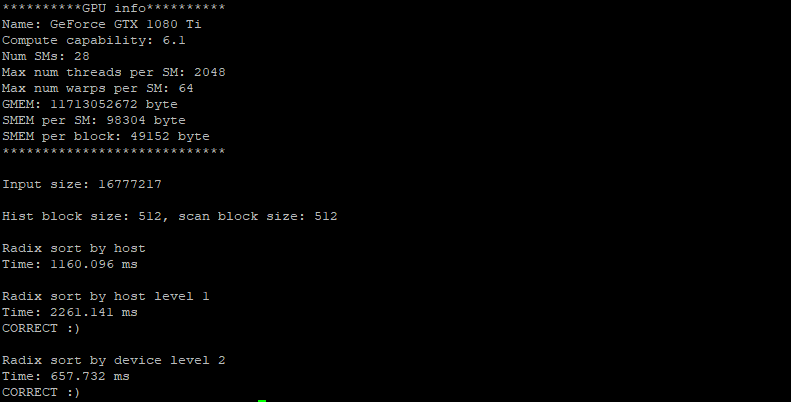 **********GPU info**********
Name: GeForce GTX 1080 Ti
Compute capability: 6.1
Num SMs: 28
Max num threads per SM: 2048
Max num warps per SM: 64
GMEM: 11713052672 byte
SMEM per SM: 98304 byte
SMEM per block: 49152 byte
****************************
Input size: 16777217
Hist block size: 512, scan block size: 512
Radix sort by host
Time: 1160.096 ms
Radix sort by host level 1
Time: 2261.141 ms
CORRECT :)
Radix sort by device level 2
Time: 657.732 ms
CORRECT :)